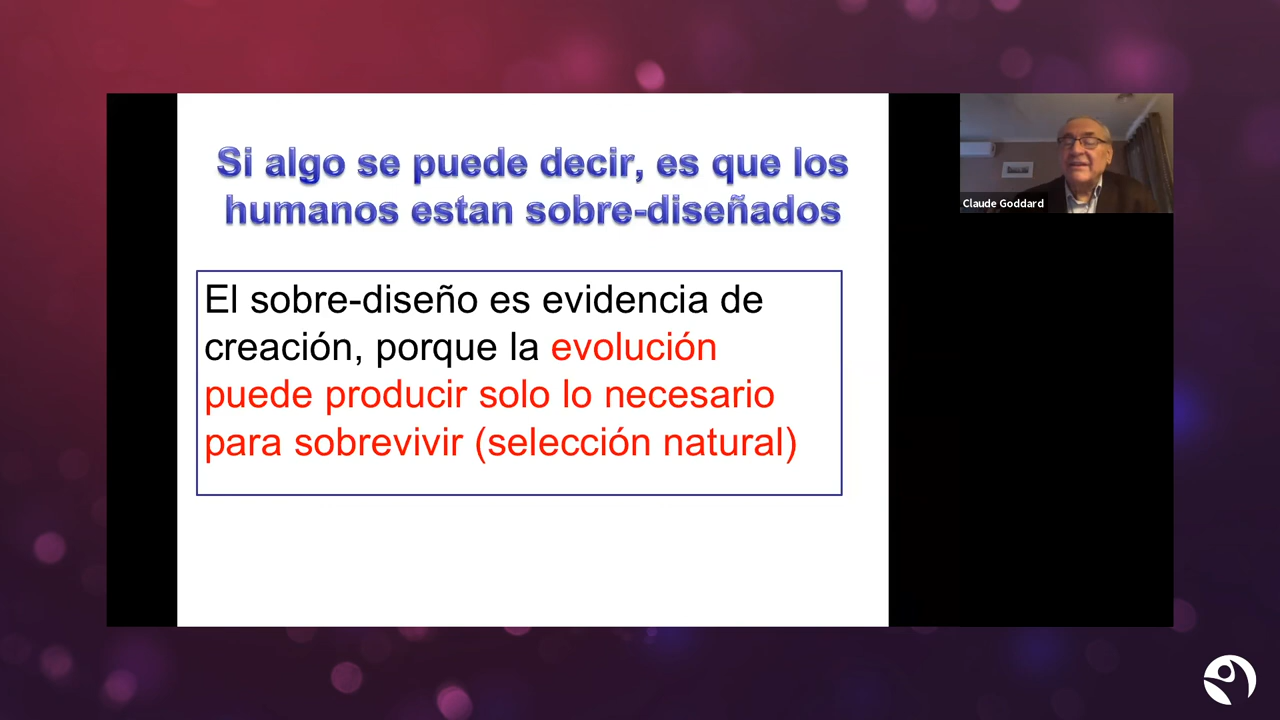 Si algo se puede decir, es que los
humanos estan sobre-diseñados
El sobre-diseño es evidencia de
creación, porque la evolución
puede producir solo lo necesario
para sobrevivir (selección natural)
Claude Goddard